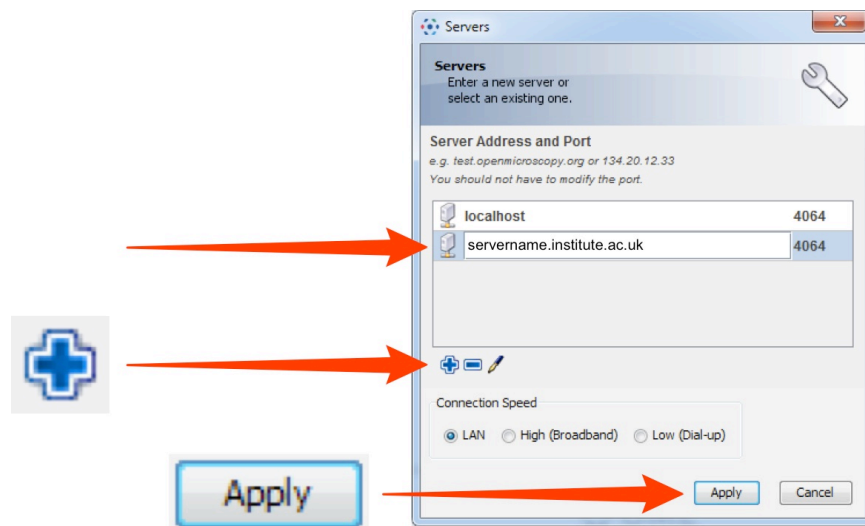 Servers
Servers
Enter a new server or
select an existing one.
Server Address and Port
e.g. test.openmicroscopy.org or 134.20.12.33
You should not have to modify the port.
localhost 4064
servername.institute.ac.uk 4064
Connection Speed
LAN High (Broadband) Low (Dial-up)
Apply
Apply Cancel